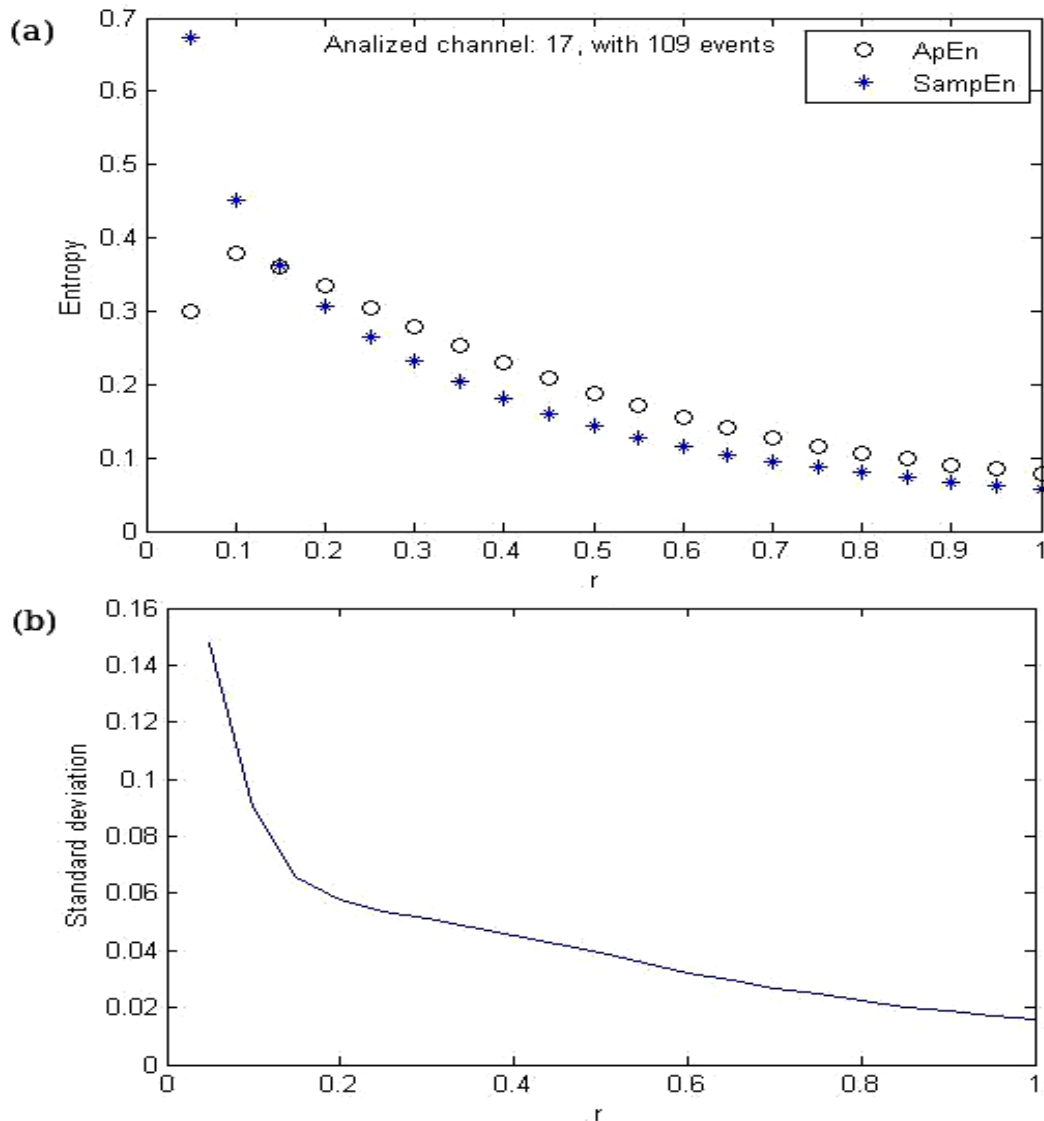 (a)
Analized channel: 17, with 109 events
ApEn
SampEn
Entropy
0.7
0.6
0.5
0.4
0.3
0.2
0.1
0
0 0.1 0.2 0.3 0.4 0.5 0.6 0.7 0.8 0.9 1
r
(b)
Standard deviation
0.16
0.14
0.12
0.1
0.08
0.06
0.04
0.02
0
0 0.2 0.4 0.6 0.8 1
r